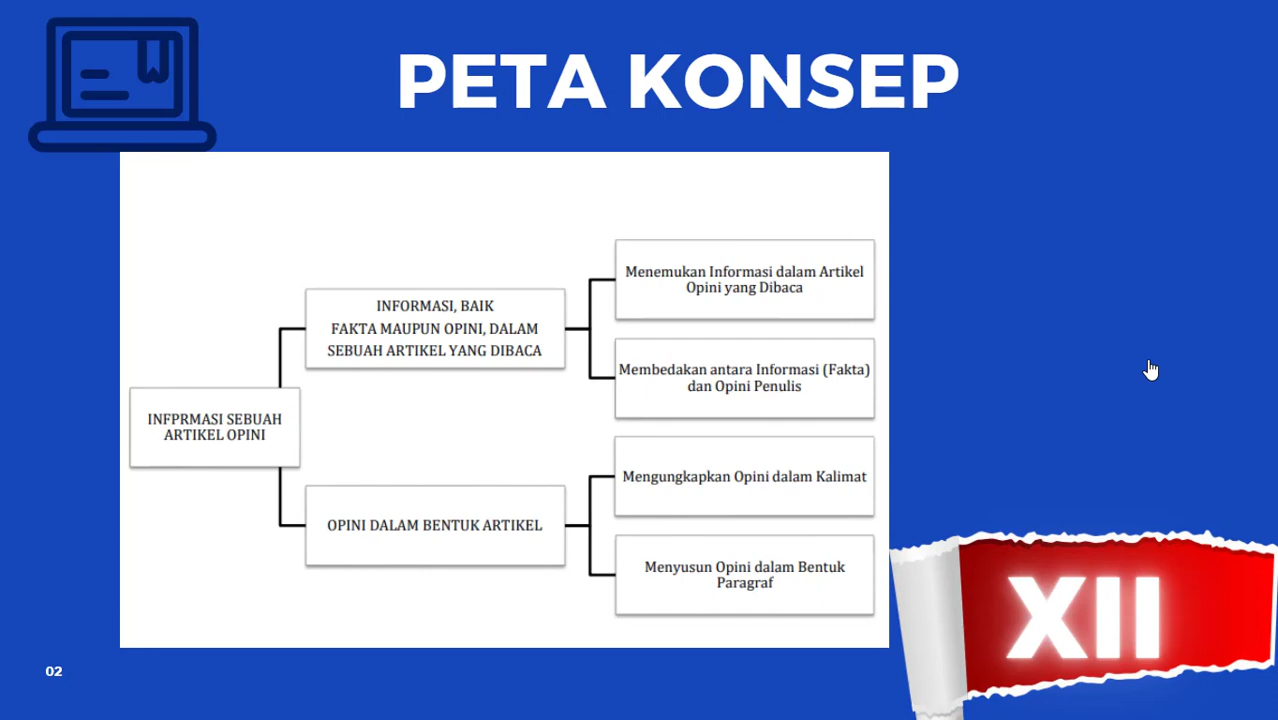 PETA KONSEP
INFPRMASI SEBUAH
ARTIKEL OPINI
INFORMASI, BAIK
FAKTA MAUPUN OPINI, DALAM
SEBUAH ARTIKEL YANG DIBACA
Menemukan Informasi dalam Artikel
Opini yang Dibaca
Membedakan antara Informasi (Fakta)
dan Opini Penulis
OPINI DALAM BENTUK ARTIKEL
Mengungkapkan Opini dalam Kalimat
Menyusun Opini dalam Bentuk
Paragraf
XII
02